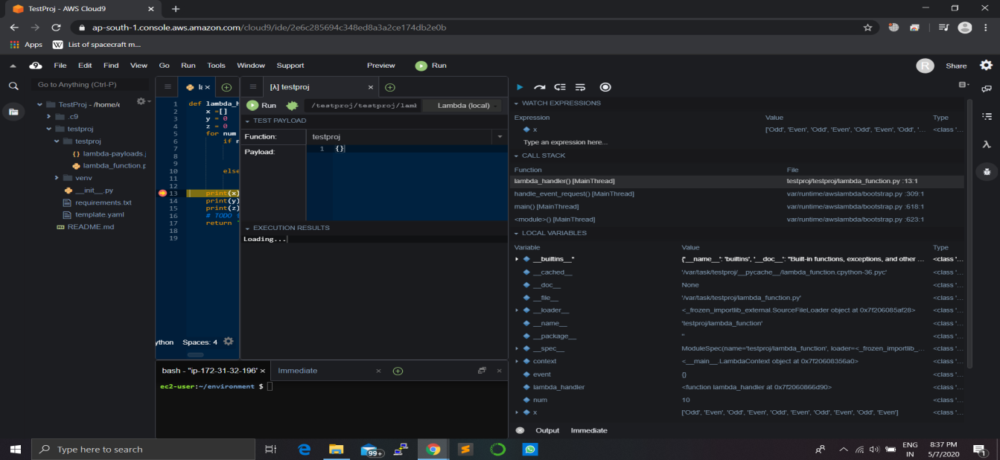 TestProj - AWS Cloud9
ap-south-1.console.aws.amazon.com/cloud9/ide/2e6c285694c348ed8a3a2ce174db2e0b
Apps
W List of spacecraft m...
9 File Edit Find View Go Run Tools Window Support Preview Run
R Share
Go to Anything (Ctrl-P)
TestProj - /home/e
.c9
testproj
testproj
lambda-payloads.j
lambda_function.p
venv
__init__.py
requirements.txt
template.yaml
README.md
1 def lambda_h
2 x =[]
3 y = 0
4 z = 0
5 for num
6 if n
7
8
9
10 else
11
12
13 print(x)
14 print(y)
15 print(z)
16 # TODO
17 return
18
19
ython Spaces: 4
[λ] testproj
Run /testproj/testproj/lamb Lambda (local)
TEST PAYLOAD
Function: testproj
Payload: 1 {}
EXECUTION RESULTS
Loading...
WATCH EXPRESSIONS
Expression Value Type
x ['Odd', 'Even', 'Odd', 'Even', 'Odd', 'Even', 'Odd', '... <class '...
Type an expression here...
CALL STACK
Function File
lambda_handler() [MainThread] testproj/testproj/lambda_function.py :13:1
handle_event_request() [MainThread] var/runtime/awslambda/bootstrap.py :309:1
main() [MainThread] var/runtime/awslambda/bootstrap.py :618:1
<module>() [MainThread] var/runtime/awslambda/bootstrap.py :623:1
LOCAL VARIABLES
Variable Value Type
__builtins__* {'__name__': 'builtins', '__doc__': "Built-in functions, exceptions, and other ... <class '...
__cached__ '/var/task/testproj/__pycache__/lambda_function.cpython-36.pyc' <class '...
__doc__ None <class '...
__file__ '/var/task/testproj/lambda_function.py' <class '...
__loader__ <_frozen_importlib_external.SourceFileLoader object at 0x7f206085af28> <class '...
__name__ 'testproj/lambda_function' <class '...
__package__ '' <class '...
__spec__ ModuleSpec(name='testproj/lambda_function', loader=<_frozen_importlib_... <class '...
context <__main__.LambdaContext object at 0x7f20608356a0> <class '...
event {} <class '...
lambda_handler <function lambda_handler at 0x7f2060866d90> <class '...
num 10 <class '...
x ['Odd', 'Even', 'Odd', 'Even', 'Odd', 'Even', 'Odd', 'Even', 'Odd', 'Even'] <class '...
Output Immediate
bash - "ip-172-31-32-196" Immediate
ec2-user:~/environment $
Type here to search
99+
ENG
IN
8:37 PM
5/7/2020
1